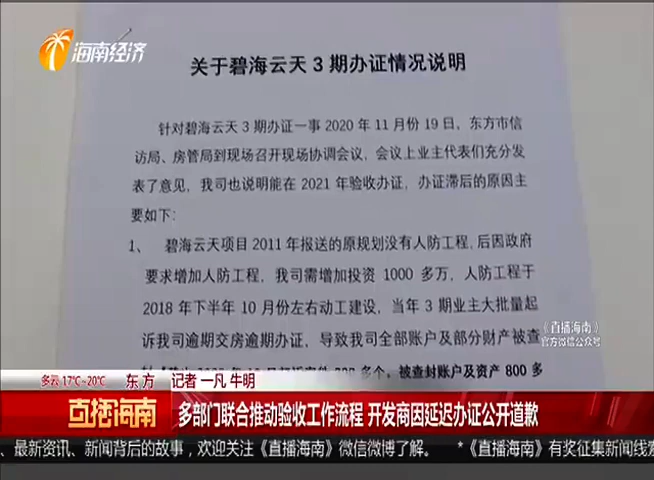 海南经济
关于碧海云天3期办证情况说明
针对碧海云天3期办证一事2020年11月份19日，东方市信
访局、房管局到现场召开现场协调会议，会议上业主代表们充分发
表了意见，我司也说明能在2021年验收办证，办证滞后的原因主
要如下：
1、 碧海云天项目2011年报送的原规划没有人防工程，后因政府
要求增加人防工程，我司需增加投资1000多万，人防工程于
2018年下半年10月份左右动工建设，当年3期业主大批量起
诉我司逾期交房逾期办证，导致我司全部账户及部分财产被查
多个，被查封账户及资产800多
《直播海南》
官方微信公众号
多云 17℃~20℃ 东方 记者 一凡 牛明
直播海南
多部门联合推动验收工作流程 开发商因延迟办证公开道歉
、最新资讯、新闻背后的故事，欢迎关注《直播海南》微信微博了解。 *《直播海南》有奖征集新闻线